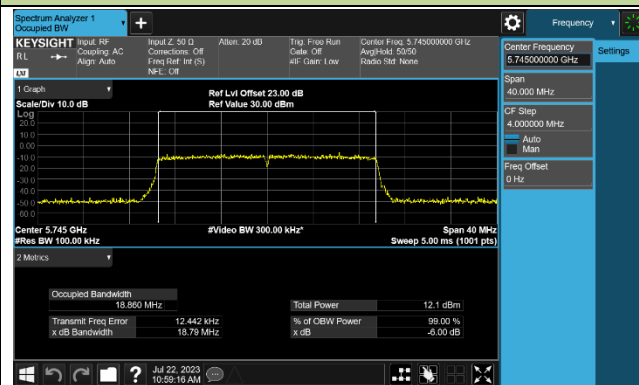 Spectrum Analyzer 1
Occupied BW
+
Frequency
KEYSIGHT
RL
LXI
Input: RF
Coupling: AC
Align: Auto
Input Z: 50 Ω
Corrections: Off
Freq Ref: Int (S)
NFE: Off
Atten: 20 dB
Trig: Free Run
Gate: Off
#IF Gain: Low
Center Freq: 5.745000000 GHz
Avg|Hold: 50/50
Radio Std: None
Center Frequency
5.745000000 GHz
Settings
Span
40.000 MHz
CF Step
4.000000 MHz
Auto
Man
Freq Offset
0 Hz
1 Graph
Scale/Div 10.0 dB
Ref Lvl Offset 23.00 dB
Ref Value 30.00 dBm
Log
20.0
10.0
0.00
-10.0
-20.0
-30.0
-40.0
-50.0
-60.0
Center 5.745 GHz
#Res BW 100.00 kHz
#Video BW 300.00 kHz*
Span 40 MHz
Sweep 5.00 ms (1001 pts)
2 Metrics
Occupied Bandwidth
18.860 MHz
Total Power 12.1 dBm
Transmit Freq Error 12.442 kHz
% of OBW Power 99.00 %
x dB Bandwidth 18.79 MHz
x dB -6.00 dB
?
Jul 22, 2023
10:59:16 AM